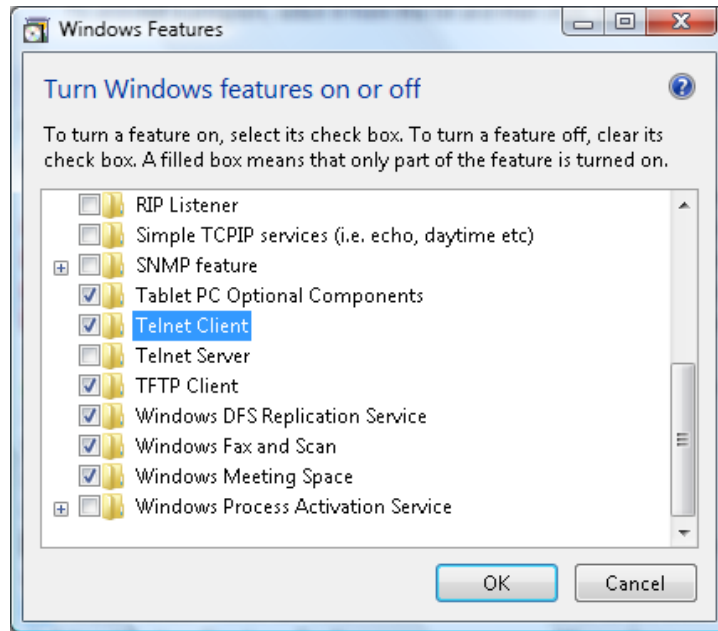 Windows Features
Turn Windows features on or off
To turn a feature on, select its check box. To turn a feature off, clear its
check box. A filled box means that only part of the feature is turned on.
RIP Listener
Simple TCPIP services (i.e. echo, daytime etc)
SNMP feature
Tablet PC Optional Components
Telnet Client
Telnet Server
TFTP Client
Windows DFS Replication Service
Windows Fax and Scan
Windows Meeting Space
Windows Process Activation Service
OK Cancel